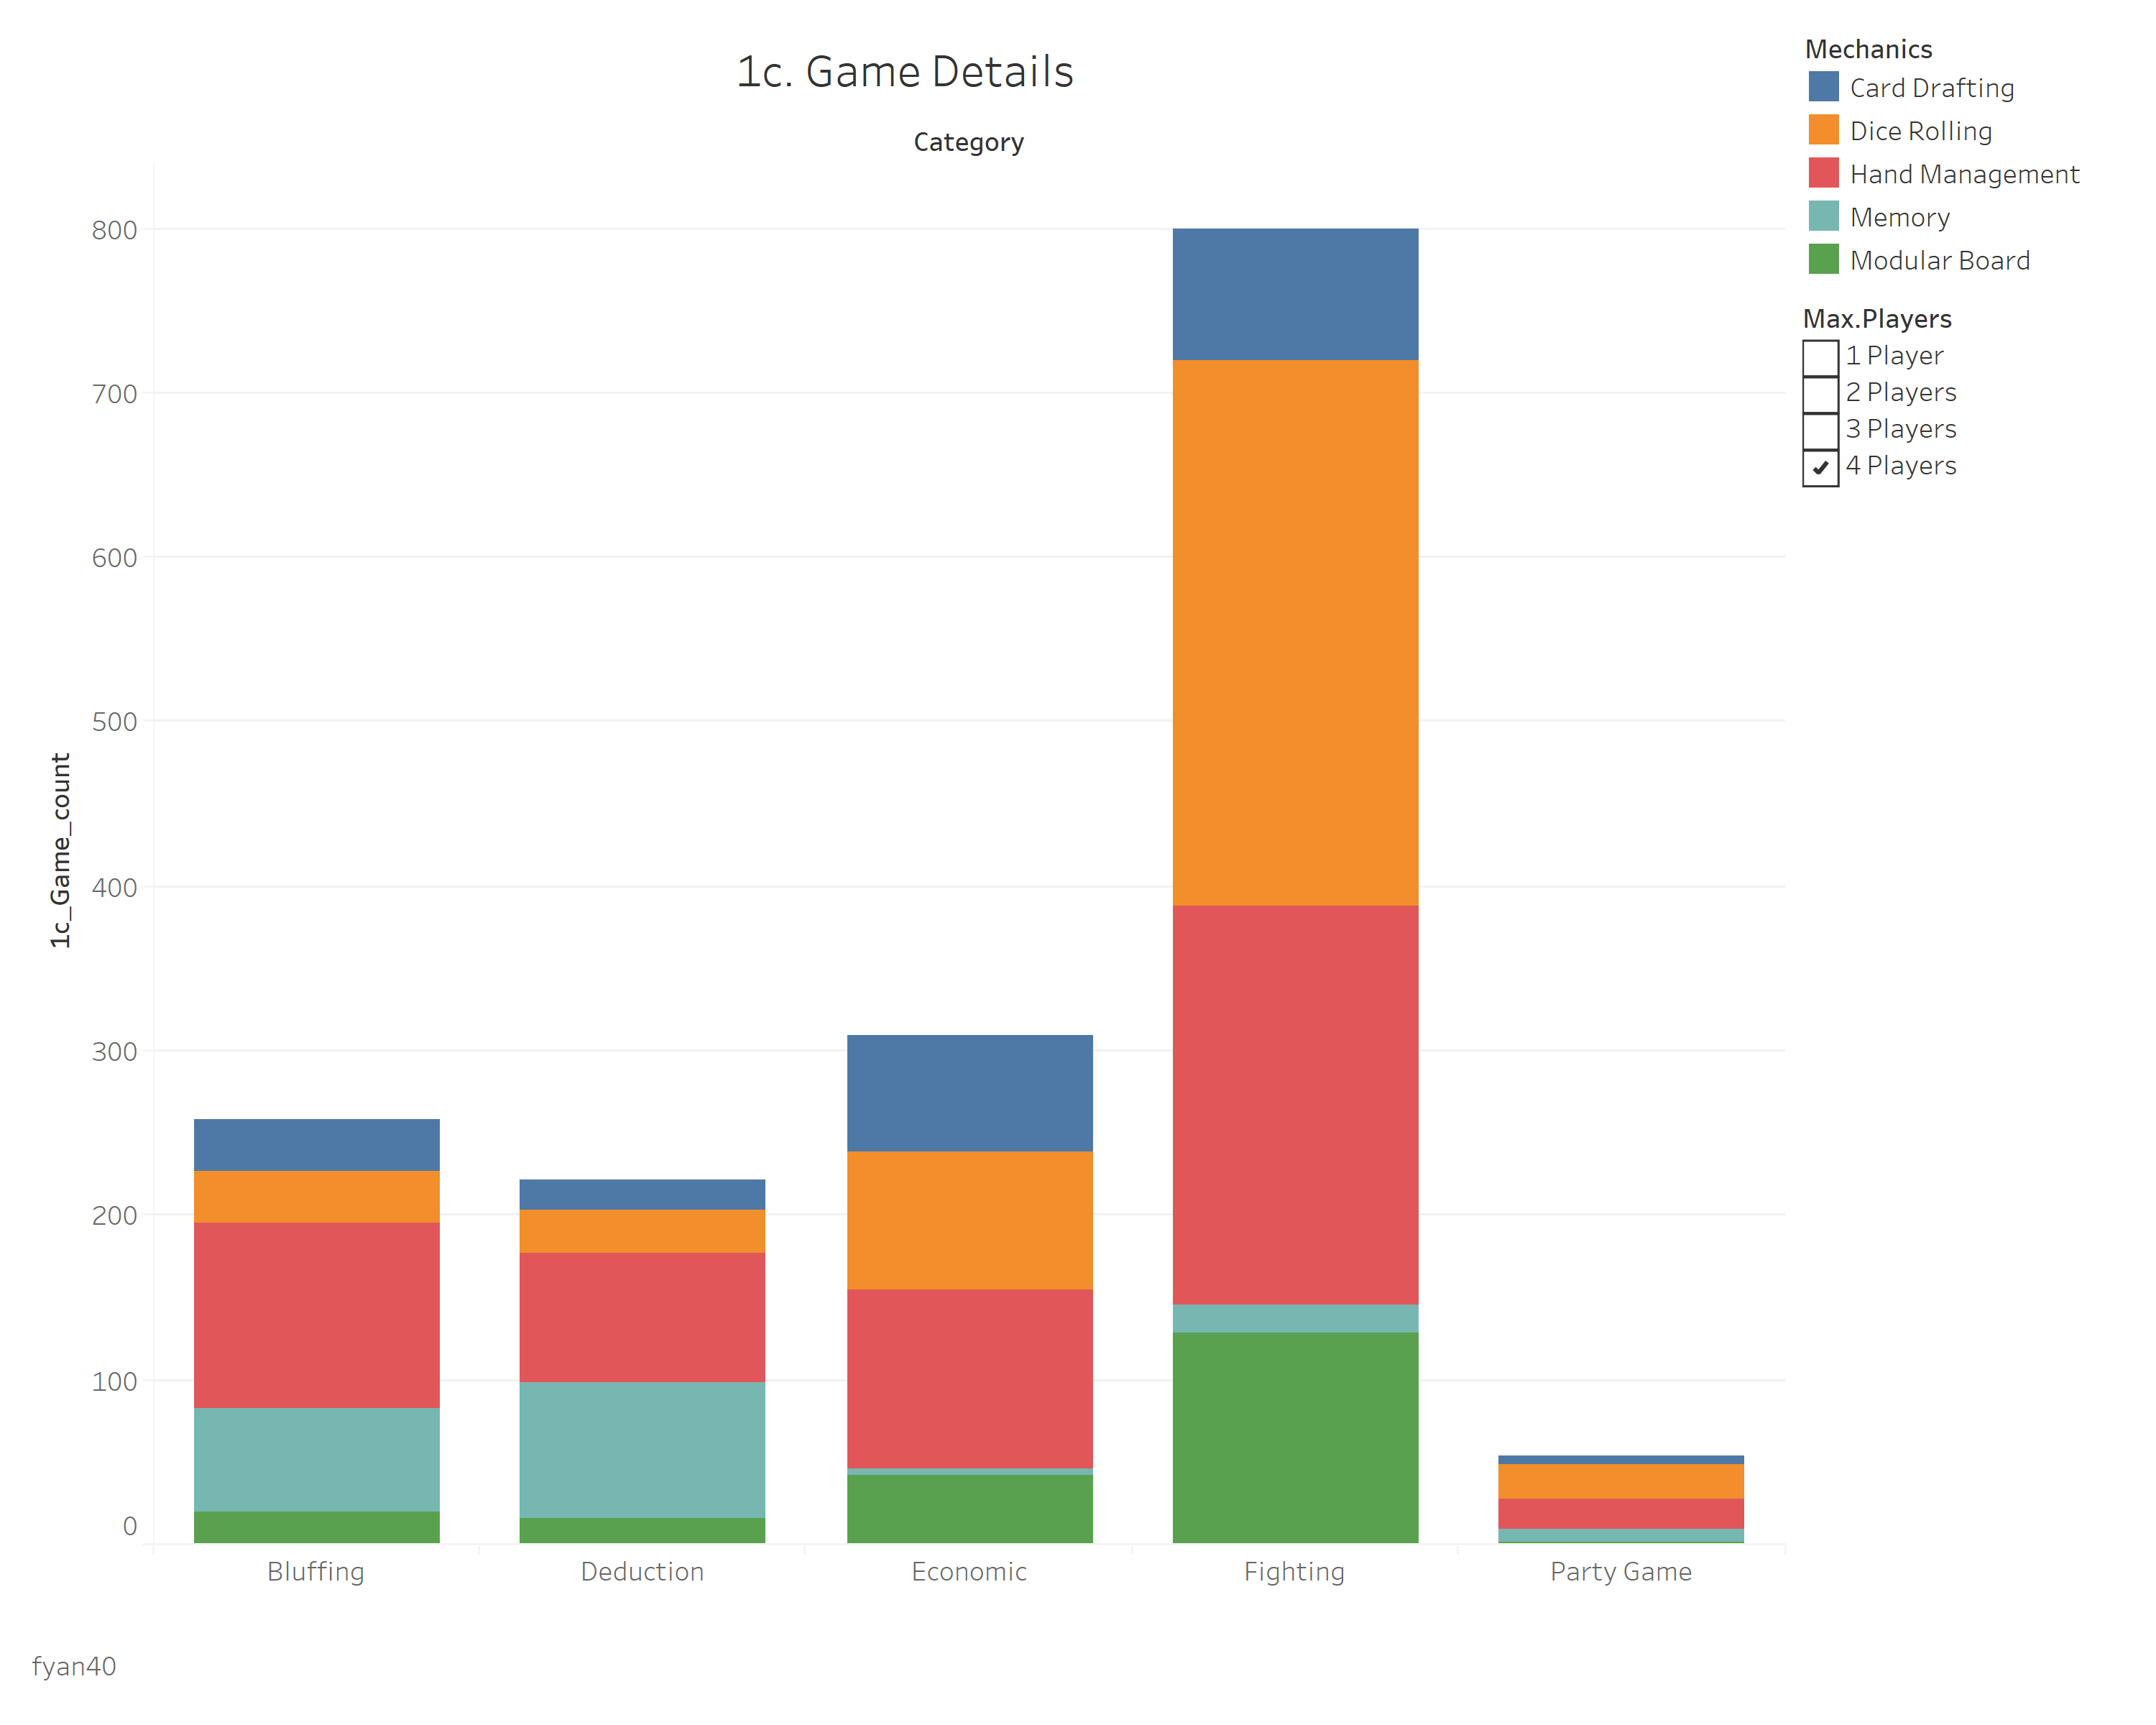 1c. Game Details
Category
800
700
600
500
400
300
200
100
0
1c_Game_count
Bluffing
Deduction
Economic
Fighting
Party Game
Mechanics
Card Drafting
Dice Rolling
Hand Management
Memory
Modular Board
Max.Players
1 Player
2 Players
3 Players
4 Players
fyan40